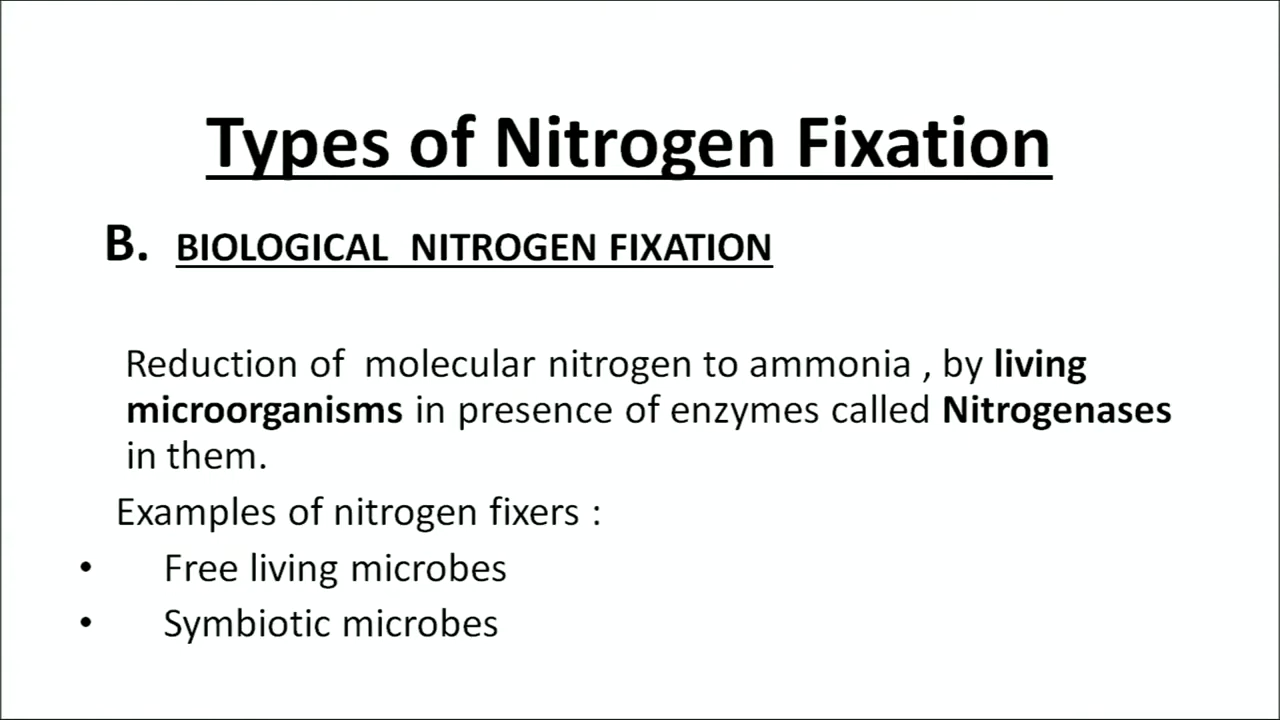 Types of Nitrogen Fixation
B. BIOLOGICAL NITROGEN FIXATION
Reduction of molecular nitrogen to ammonia , by living
microorganisms in presence of enzymes called Nitrogenases
in them.
Examples of nitrogen fixers :
• Free living microbes
• Symbiotic microbes